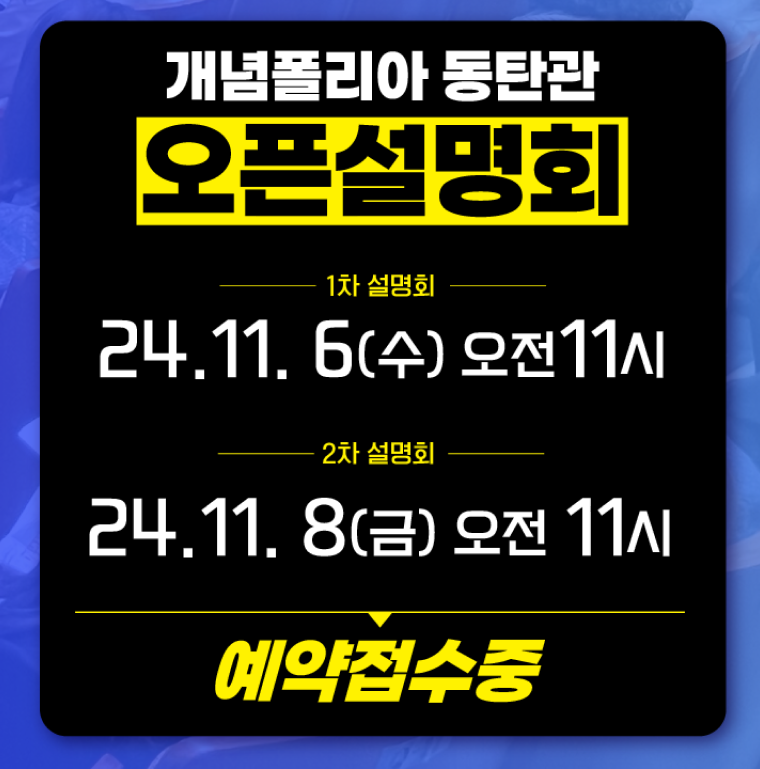 개념폴리아 동탄관
오픈설명회
1차 설명회
24.11. 6(수) 오전11시
2차 설명회
24.11. 8(금) 오전 11시
예약접수중